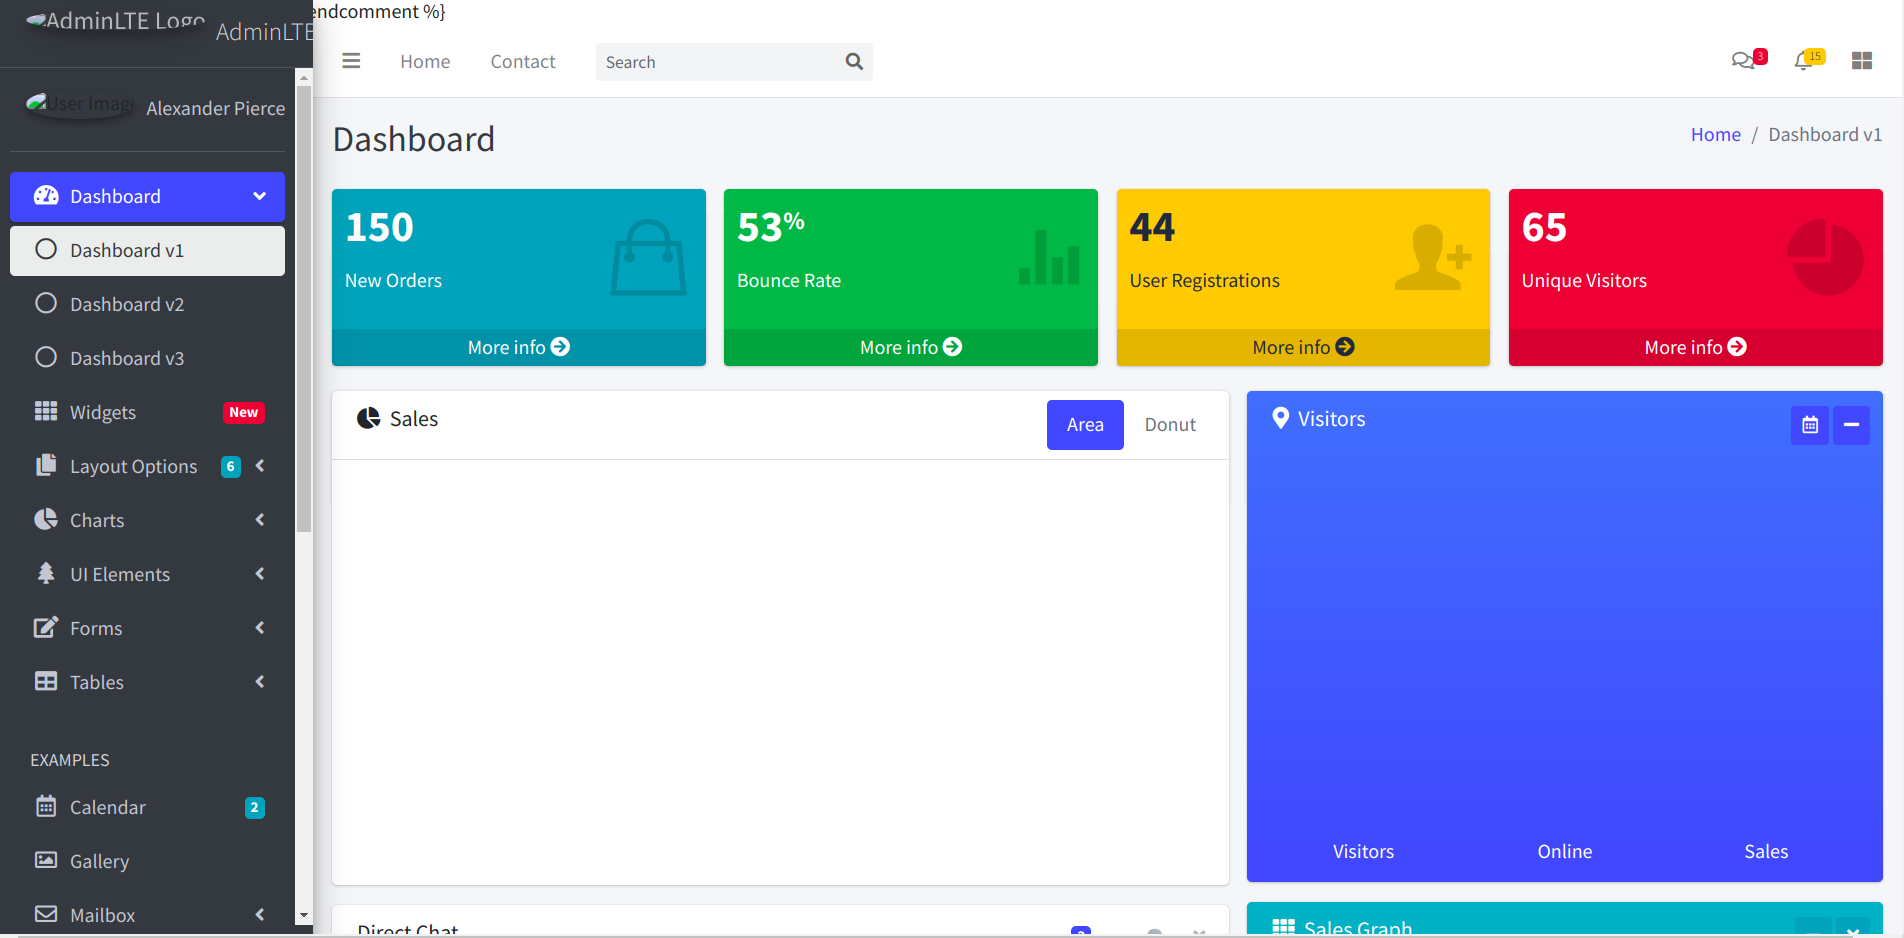 AdminLTE Logo
AdminLTE
endcomment %}
Home
Contact
Search
3
15
User Image
Alexander Pierce
Dashboard
Home / Dashboard v1
Dashboard
Dashboard v1
Dashboard v2
Dashboard v3
Widgets
New
Layout Options
6
Charts
UI Elements
Forms
Tables
EXAMPLES
Calendar
2
Gallery
Mailbox
150
New Orders
More info
53%
Bounce Rate
More info
44
User Registrations
More info
65
Unique Visitors
More info
Sales
Area
Donut
Visitors
Visitors
Online
Sales
Direct Chat
Sales Graph